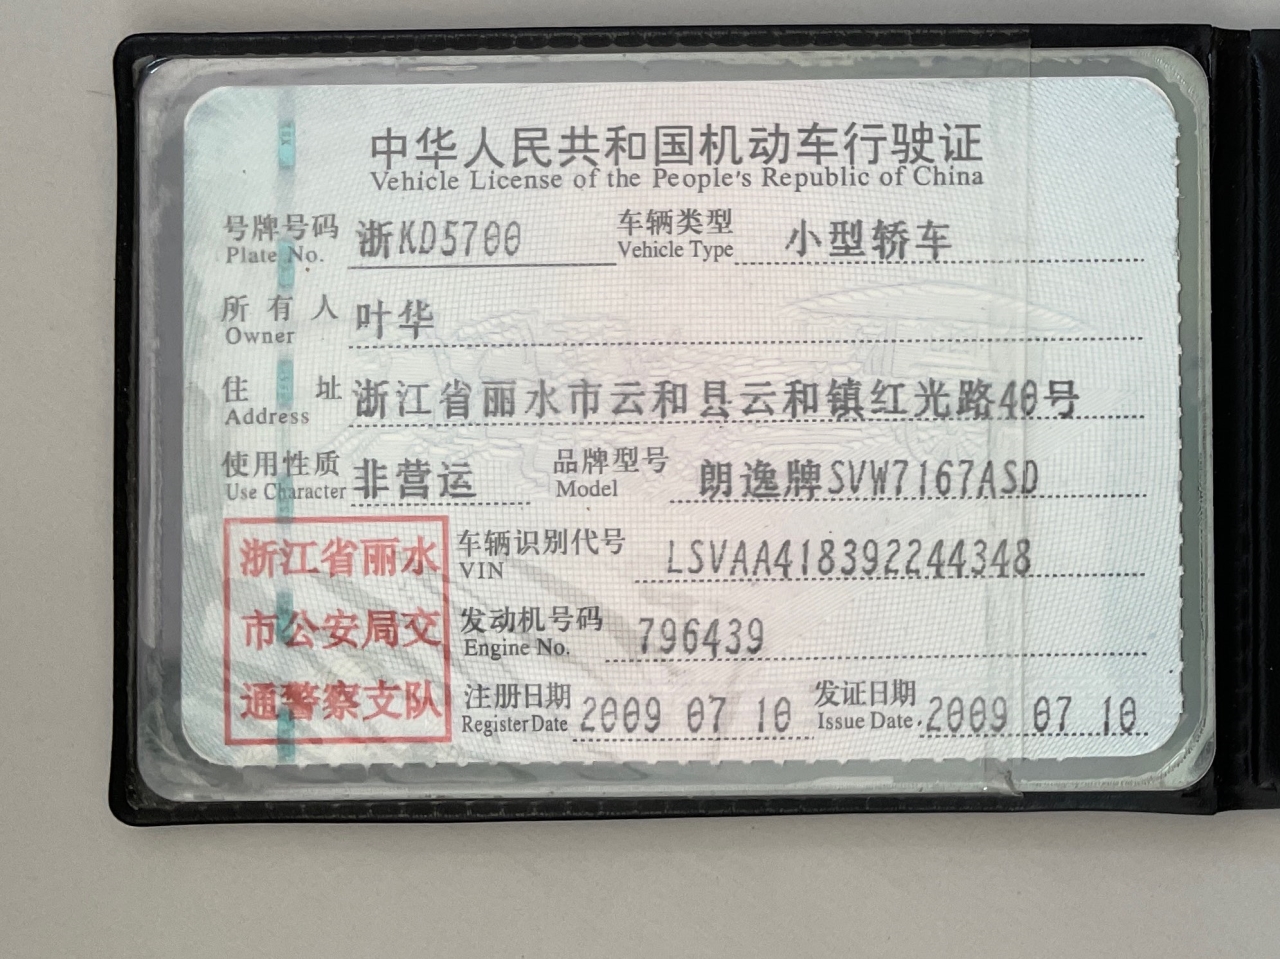 中华人民共和国机动车行驶证
Vehicle License of the People's Republic of China
号牌号码 浙KD5700 车辆类型 小型轿车
Plate No. Vehicle Type
所有人 叶华
Owner
住址 浙江省丽水市云和县云和镇红光路40号
Address
使用性质 非营运 品牌型号 朗逸牌SVW7167ASD
Use Character Model
浙江省丽水
市公安局交
通警察支队
车辆识别代号 LSVAA418392244348
VIN
发动机号码 796439
Engine No.
注册日期 2009 07 10 发证日期 2009 07 10
Register Date Issue Date